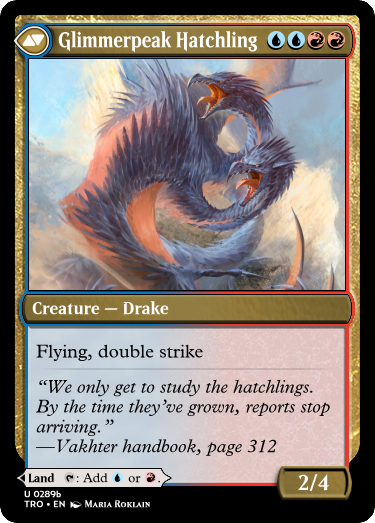 Glimmerpeak Hatchling
Creature — Drake
Flying, double strike
“We only get to study the hatchlings.
By the time they’ve grown, reports stop
arriving.”
—Vakhter handbook, page 312
Land : Add or .
2/4
U 0289b
TRO • EN Maria Roklain